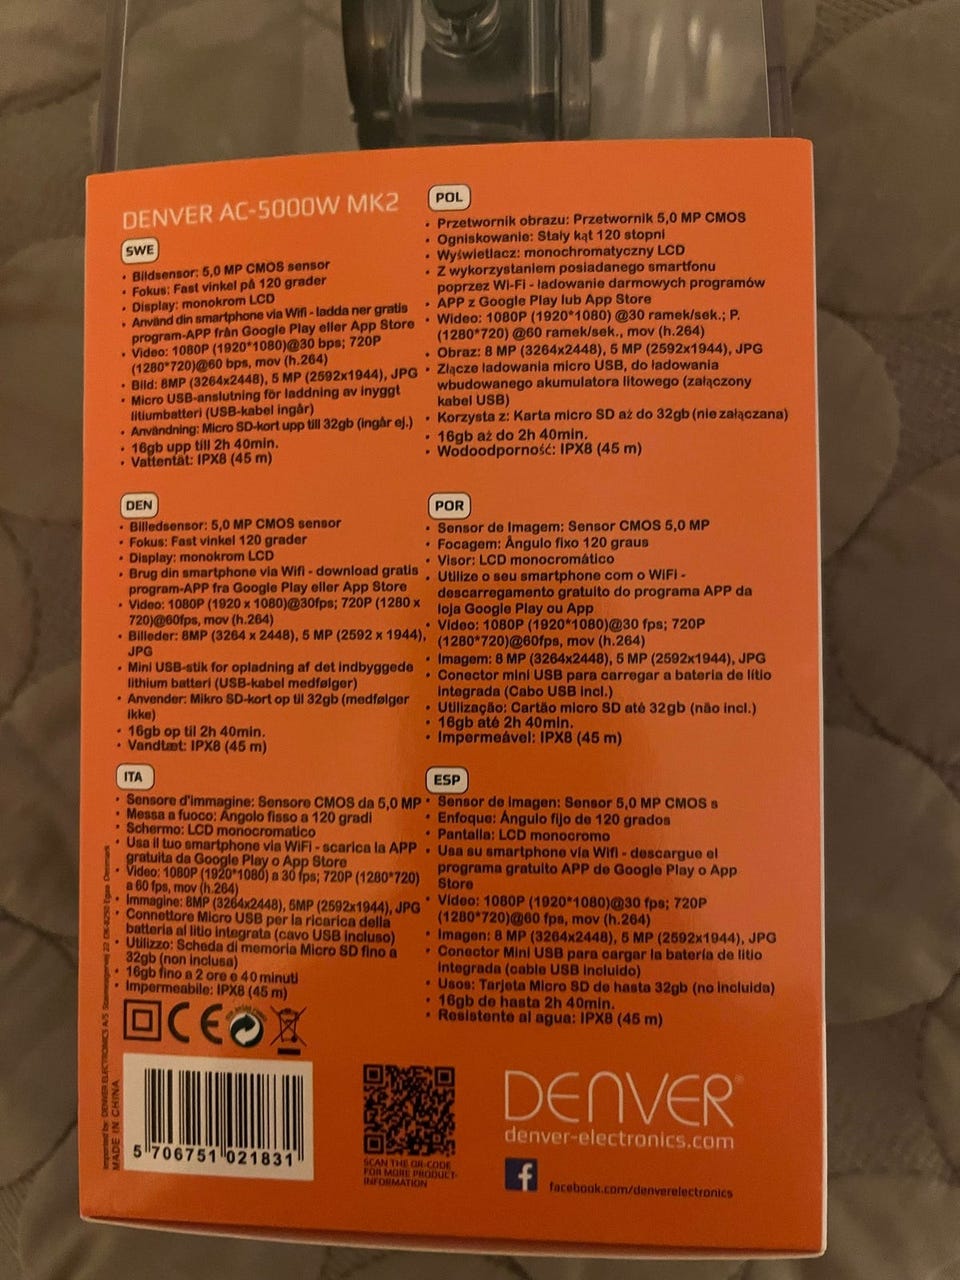 DENVER AC-5000W MK2
SWE
• Bildsensor: 5,0 MP CMOS sensor
• Fokus: Fast vinkel på 120 grader
• Display: monokrom LCD
• Använd din smartphone via Wifi - ladda ner gratis
program-APP från Google Play eller App Store
• Video: 1080P (1920*1080)@30 bps; 720P
(1280*720)@60 bps, mov (h.264)
• Bild: 8MP (3264x2448), 5 MP (2592x1944), JPG
• Micro USB-anslutning för laddning av inyggt
litiumbatteri (USB-kabel ingår)
• Användning: Micro SD-kort upp till 32gb (ingår ej.)
• 16gb upp till 2h 40min.
• Vattentät: IPX8 (45 m)
DEN
• Billedsensor: 5,0 MP CMOS sensor
• Fokus: Fast vinkel 120 grader
• Display: monokrom LCD
• Brug din smartphone via Wifi - download gratis
program-APP fra Google Play eller App Store
• Video: 1080P (1920 x 1080)@30fps; 720P (1280 x
720)@60fps, mov (h.264)
• Billeder: 8MP (3264 x 2448), 5 MP (2592 x 1944),
JPG
• Mini USB-stik for opladning af det indbyggede
lithium batteri (USB-kabel medfølger)
• Anvender: Mikro SD-kort op til 32gb (medfølger
ikke)
• 16gb op til 2h 40min.
• Vandtæt: IPX8 (45 m)
ITA
• Sensore d'immagine: Sensore CMOS da 5,0 MP
• Messa a fuoco: Angolo fisso a 120 gradi
• Schermo: LCD monocromatico
• Usa il tuo smartphone via WiFi - scarica la APP
gratuita da Google Play o App Store
• Video: 1080P (1920*1080) a 30 fps; 720P (1280*720)
a 60 fps, mov (h.264)
• Immagine: 8MP (3264x2448), 5MP (2592x1944), JPG
• Connettore Micro USB per la ricarica della
batteria al litio integrata (cavo USB incluso)
• Utilizzo: Scheda di memoria Micro SD fino a
32gb (non inclusa)
• 16gb fino a 2 ore e 40 minuti
• Impermeabile: IPX8 (45 m)
POL
• Przetwornik obrazu: Przetwornik 5,0 MP CMOS
• Ogniskowanie: Stały kąt 120 stopni
• Wyświetlacz: monochromatyczny LCD
• Z wykorzystaniem posiadanego smartfonu
poprzez Wi-Fi - ładowanie darmowych programów
• APP z Google Play lub App Store
• Wideo: 1080P (1920*1080) @30 ramek/sek.; P.
(1280*720) @60 ramek/sek., mov (h.264)
• Obraz: 8 MP (3264x2448), 5 MP (2592x1944), JPG
• Złącze ładowania micro USB, do ładowania
wbudowanego akumulatora litowego (załączony
kabel USB)
• Korzysta z: Karta micro SD aż do 32gb (nie załączana)
• 16gb aż do 2h 40min.
• Wodoodporność: IPX8 (45 m)
POR
• Sensor de Imagem: Sensor CMOS 5,0 MP
• Focagem: Ângulo fixo 120 graus
• Visor: LCD monocromático
• Utilize o seu smartphone com o WiFi -
descarregamento gratuito do programa APP da
loja Google Play ou App
• Vídeo: 1080P (1920*1080)@30 fps; 720P
(1280*720)@60fps, mov (h.264)
• Imagem: 8 MP (3264x2448), 5 MP (2592x1944), JPG
• Conector mini USB para carregar a bateria de lítio
integrada (Cabo USB incl.)
• Utilização: Cartão micro SD até 32gb (não incl.)
• 16gb até 2h 40min.
• Impermeável: IPX8 (45 m)
ESP
• Sensor de Imagen: Sensor 5,0 MP CMOS s
• Enfoque: Ángulo fijo de 120 grados
• Pantalla: LCD monocromo
• Usa su smartphone via Wifi - descargue el
programa gratuito APP de Google Play o App
Store
• Vídeo: 1080P (1920*1080)@30 fps; 720P
(1280*720)@60 fps, mov (h.264)
• Imagen: 8 MP (3264x2448), 5 MP (2592x1944), JPG
• Conector Mini USB para cargar la batería de litio
integrada (cable USB incluido)
• Usos: Tarjeta Micro SD de hasta 32gb (no incluida)
• 16gb de hasta 2h 40min.
• Resistente al agua: IPX8 (45 m)
Imported by: DENVER ELECTRONICS A/S Stavneagervej 22 DK-8250 Egaa Denmark
MADE IN CHINA
CE
5 706751 021831
SCAN THE QR-CODE
FOR MORE PRODUCT-
INFORMATION
DENVER®
denver-electronics.com
f
facebook.com/denverelectronics